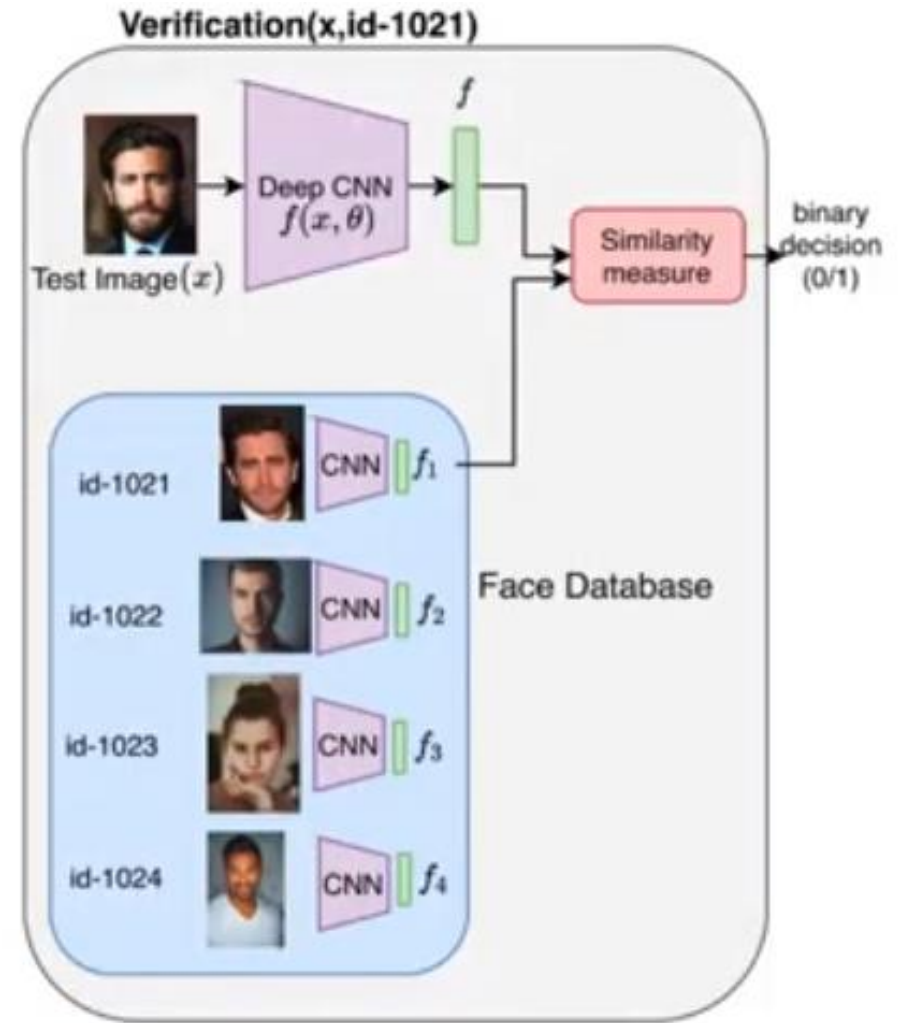 Verification(x,id-1021)
f
Deep CNN
f(x, θ)
Test Image(x)
Similarity
measure
binary
decision
(0/1)
id-1021
CNN
f₁
id-1022
CNN
f₂
Face Database
id-1023
CNN
f₃
id-1024
CNN
f₄